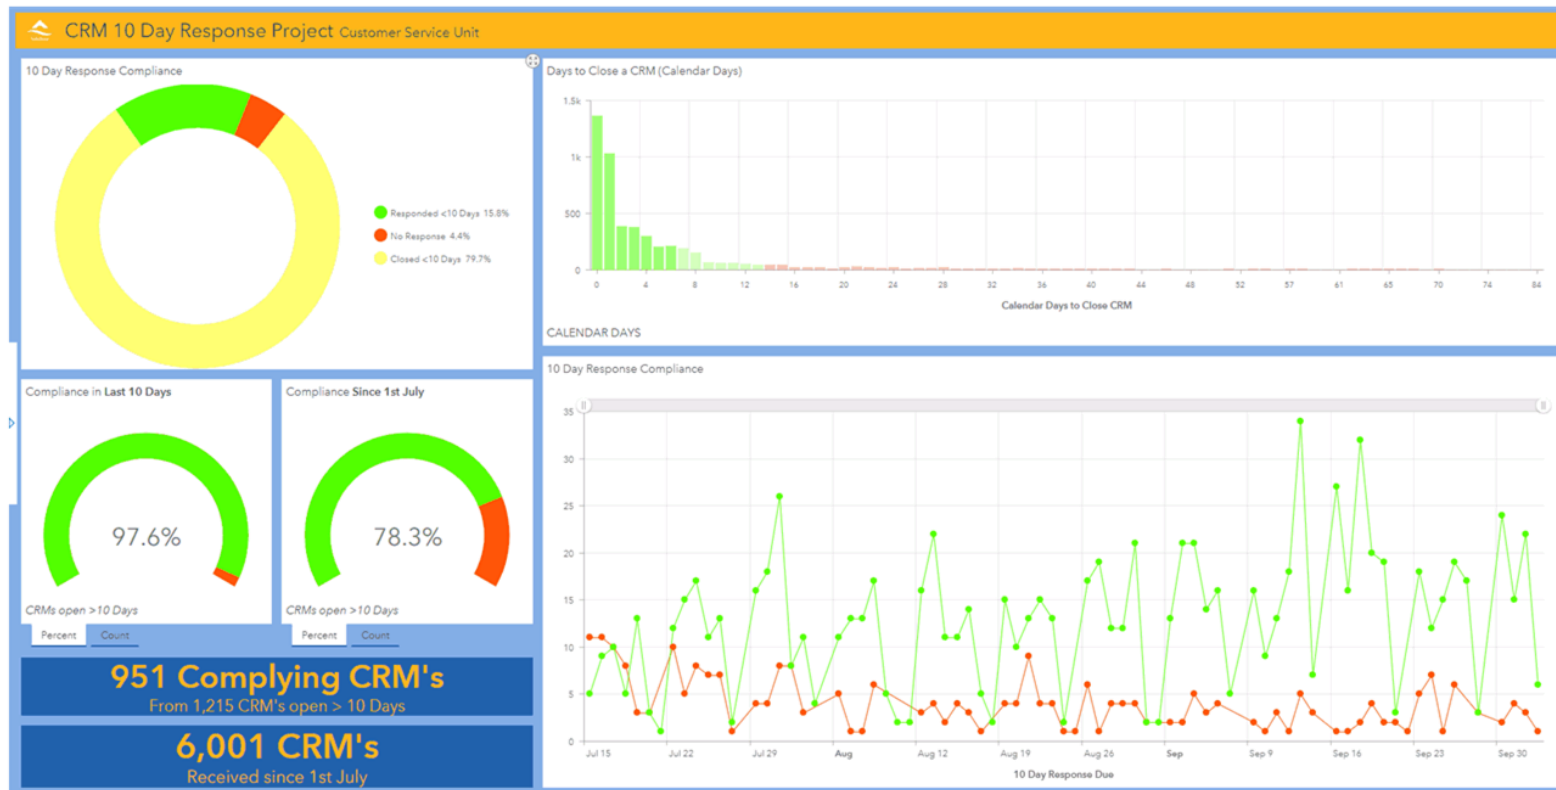 CRM 10 Day Response Project Customer Service Unit
10 Day Response Compliance
Responded <10 Days 15.8%
No Response 4.4%
Closed <10 Days 79.7%
Days to Close a CRM (Calendar Days)
1.5k
1k
500
0
0 4 8 12 16 20 24 28 32 36 40 44 48 52 57 61 65 70 74 84
Calendar Days to Close CRM
CALENDAR DAYS
Compliance in Last 10 Days
97.6%
CRMs open >10 Days
Percent Count
Compliance Since 1st July
78.3%
CRMs open >10 Days
Percent Count
951 Complying CRM's
From 1,215 CRM's open > 10 Days
6,001 CRM's
Received since 1st July
10 Day Response Compliance
35
30
25
20
15
10
5
0
Jul 15 Jul 22 Jul 29 Aug Aug 12 Aug 19 Aug 26 Sep Sep 9 Sep 16 Sep 23 Sep 30
10 Day Response Due